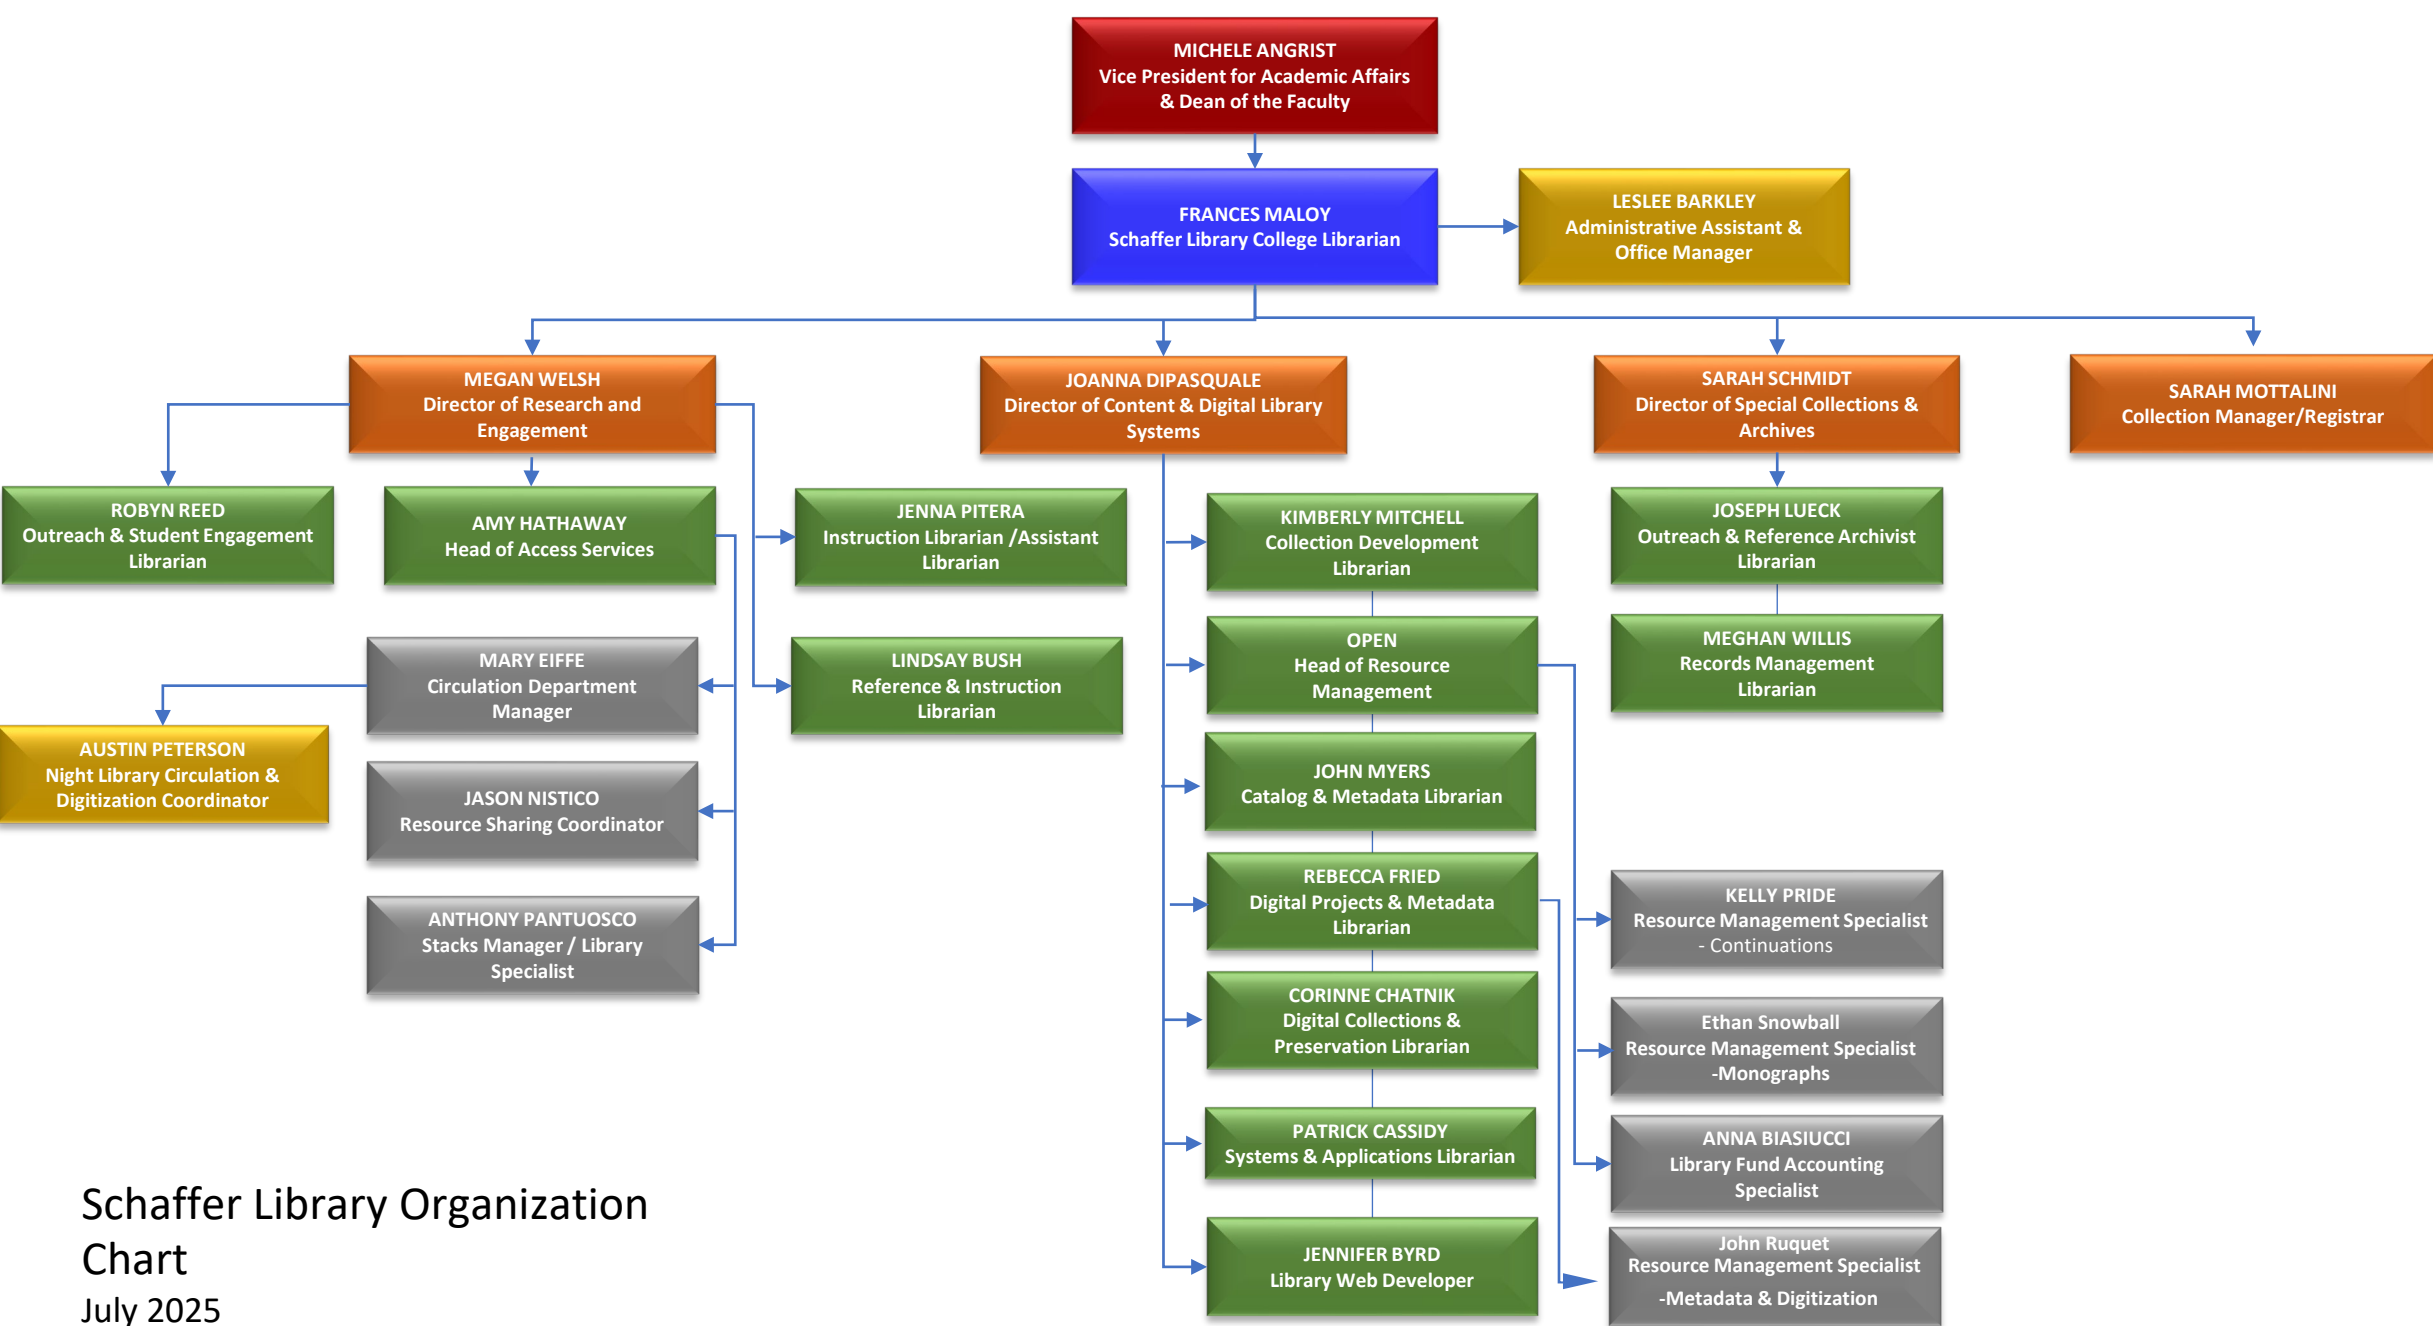 MICHELE ANGRIST
Vice President for Academic Affairs
& Dean of the Faculty
FRANCES MALOY
Schaffer Library College Librarian
LESLEE BARKLEY
Administrative Assistant &
Office Manager
MEGAN WELSH
Director of Research and
Engagement
JOANNA DIPASQUALE
Director of Content & Digital Library
Systems
SARAH SCHMIDT
Director of Special Collections &
Archives
SARAH MOTTALINI
Collection Manager/Registrar
ROBYN REED
Outreach & Student Engagement
Librarian
AMY HATHAWAY
Head of Access Services
JENNA PITERA
Instruction Librarian /Assistant
Librarian
LINDSAY BUSH
Reference & Instruction
Librarian
MARY EIFFE
Circulation Department
Manager
AUSTIN PETERSON
Night Library Circulation &
Digitization Coordinator
JASON NISTICO
Resource Sharing Coordinator
ANTHONY PANTUOSCO
Stacks Manager / Library
Specialist
KIMBERLY MITCHELL
Collection Development
Librarian
OPEN
Head of Resource
Management
JOHN MYERS
Catalog & Metadata Librarian
REBECCA FRIED
Digital Projects & Metadata
Librarian
CORINNE CHATNIK
Digital Collections &
Preservation Librarian
PATRICK CASSIDY
Systems & Applications Librarian
JENNIFER BYRD
Library Web Developer
JOSEPH LUECK
Outreach & Reference Archivist
Librarian
MEGHAN WILLIS
Records Management
Librarian
KELLY PRIDE
Resource Management Specialist
- Continuations
Ethan Snowball
Resource Management Specialist
-Monographs
ANNA BIASIUCCI
Library Fund Accounting
Specialist
John Ruquet
Resource Management Specialist
-Metadata & Digitization
Schaffer Library Organization
Chart
July 2025